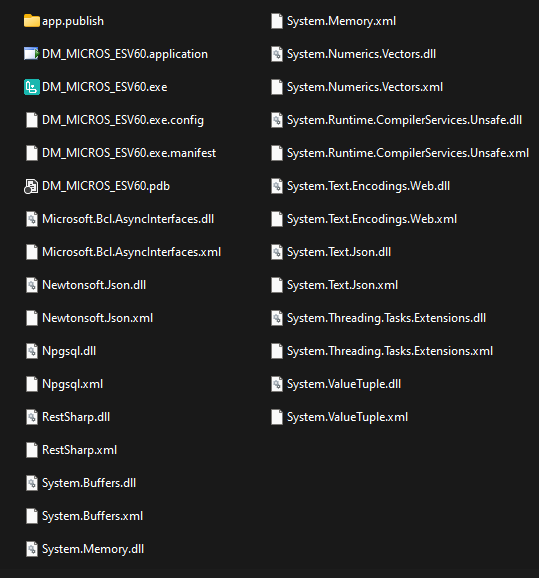 app.publish
DM_MICROS_ESV60.application
DM_MICROS_ESV60.exe
DM_MICROS_ESV60.exe.config
DM_MICROS_ESV60.exe.manifest
DM_MICROS_ESV60.pdb
Microsoft.Bcl.AsyncInterfaces.dll
Microsoft.Bcl.AsyncInterfaces.xml
Newtonsoft.Json.dll
Newtonsoft.Json.xml
Npgsql.dll
Npgsql.xml
RestSharp.dll
RestSharp.xml
System.Buffers.dll
System.Buffers.xml
System.Memory.dll
System.Memory.xml
System.Numerics.Vectors.dll
System.Numerics.Vectors.xml
System.Runtime.CompilerServices.Unsafe.dll
System.Runtime.CompilerServices.Unsafe.xml
System.Text.Encodings.Web.dll
System.Text.Encodings.Web.xml
System.Text.Json.dll
System.Text.Json.xml
System.Threading.Tasks.Extensions.dll
System.Threading.Tasks.Extensions.xml
System.ValueTuple.dll
System.ValueTuple.xml